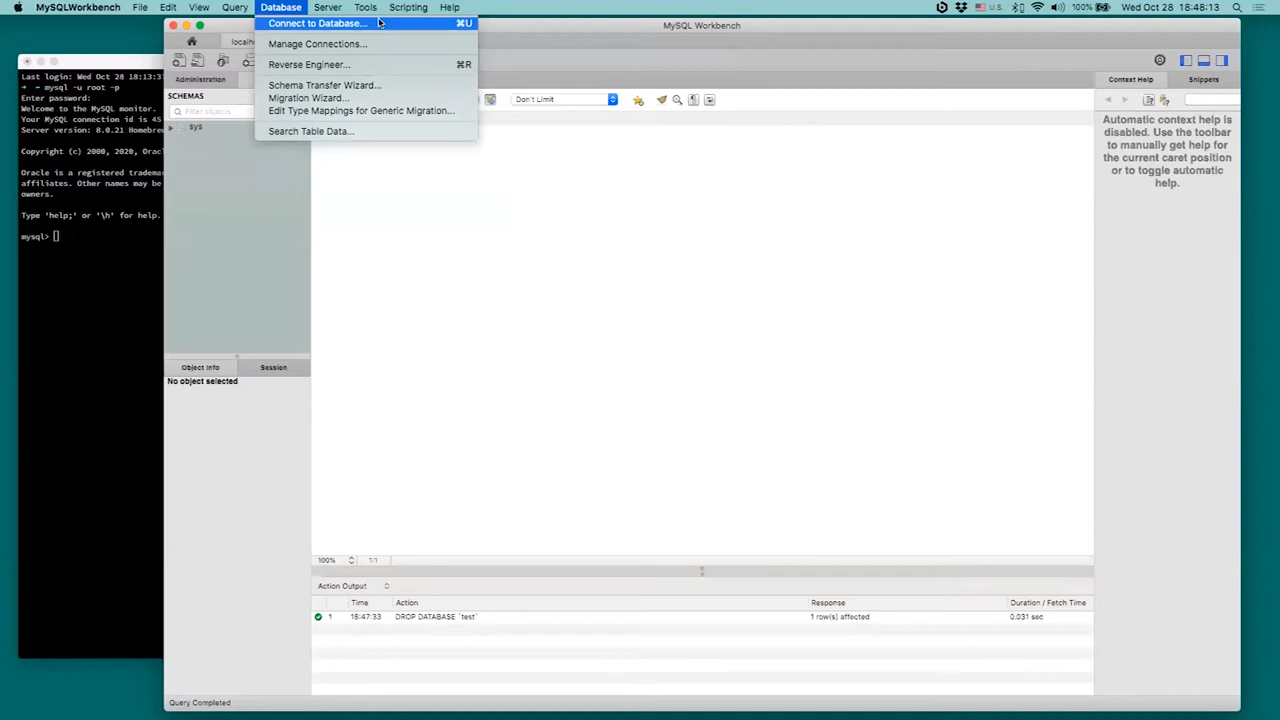 MySQLWorkbench File Edit View Query Database Server Tools Scripting Help
U.S. 100% Wed Oct 28 18:48:13
MySQL Workbench
Connect to Database... ⌘U
Manage Connections...
Reverse Engineer... ⌘R
Schema Transfer Wizard...
Migration Wizard...
Edit Type Mappings for Generic Migration...
Search Table Data...
Last login: Wed Oct 28 18:13:37
mysql -u root -p
Enter password:
Welcome to the MySQL monitor.
Your MySQL connection id is 45
Server version: 8.0.21 Homebrew
Copyright (c) 2000, 2020, Oracl
Oracle is a registered trademar
affiliates. Other names may be
owners.
Type 'help;' or '\h' for help.
mysql>
localh
Administration
SCHEMAS
Filter objects
sys
Object Info Session
No object selected
Don't Limit
Context Help Snippets
Automatic context help is
disabled. Use the toolbar
to manually get help for
the current caret position
or to toggle automatic
help.
100% 1:1
Action Output
Time Action Response Duration / Fetch Time
1 18:47:33 DROP DATABASE `test` 1 row(s) affected 0.031 sec
Query Completed